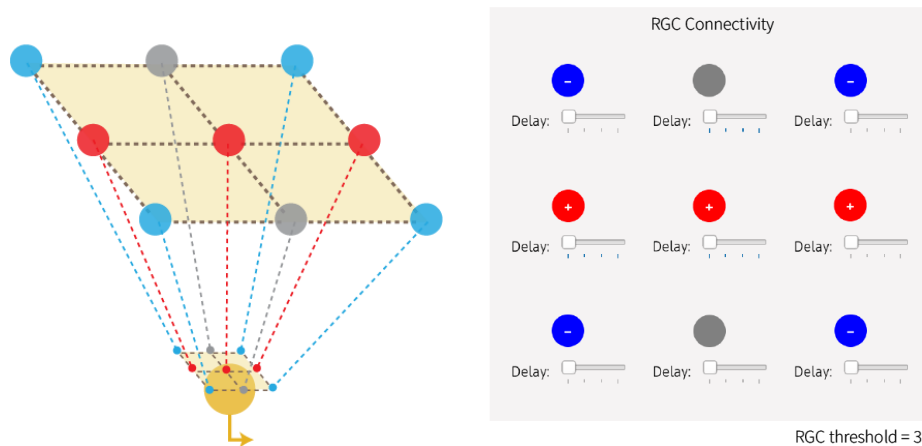 RGC Connectivity
– –
Delay: Delay: Delay:
+ + +
Delay: Delay: Delay:
– –
Delay: Delay: Delay:
RGC threshold = 3